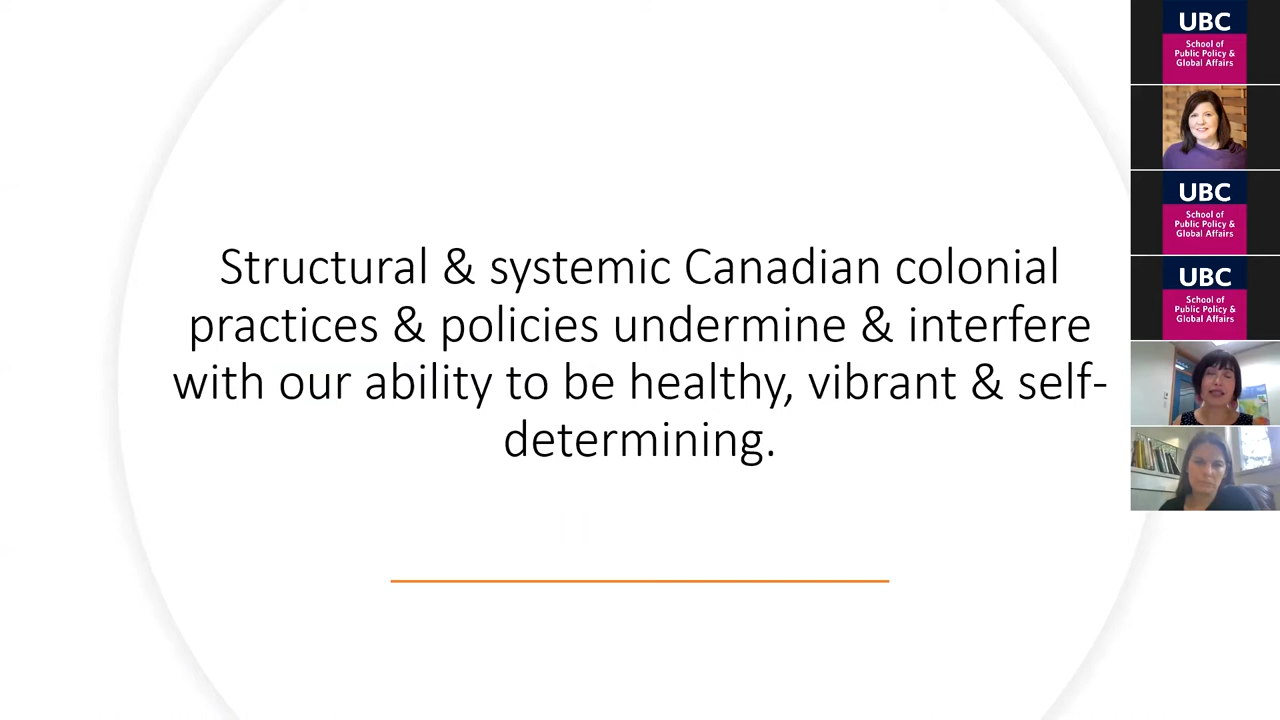 Structural & systemic Canadian colonial
practices & policies undermine & interfere
with our ability to be healthy, vibrant & self-
determining.
UBC
School of
Public Policy &
Global Affairs
UBC
School of
Public Policy &
Global Affairs
UBC
School of
Public Policy &
Global Affairs